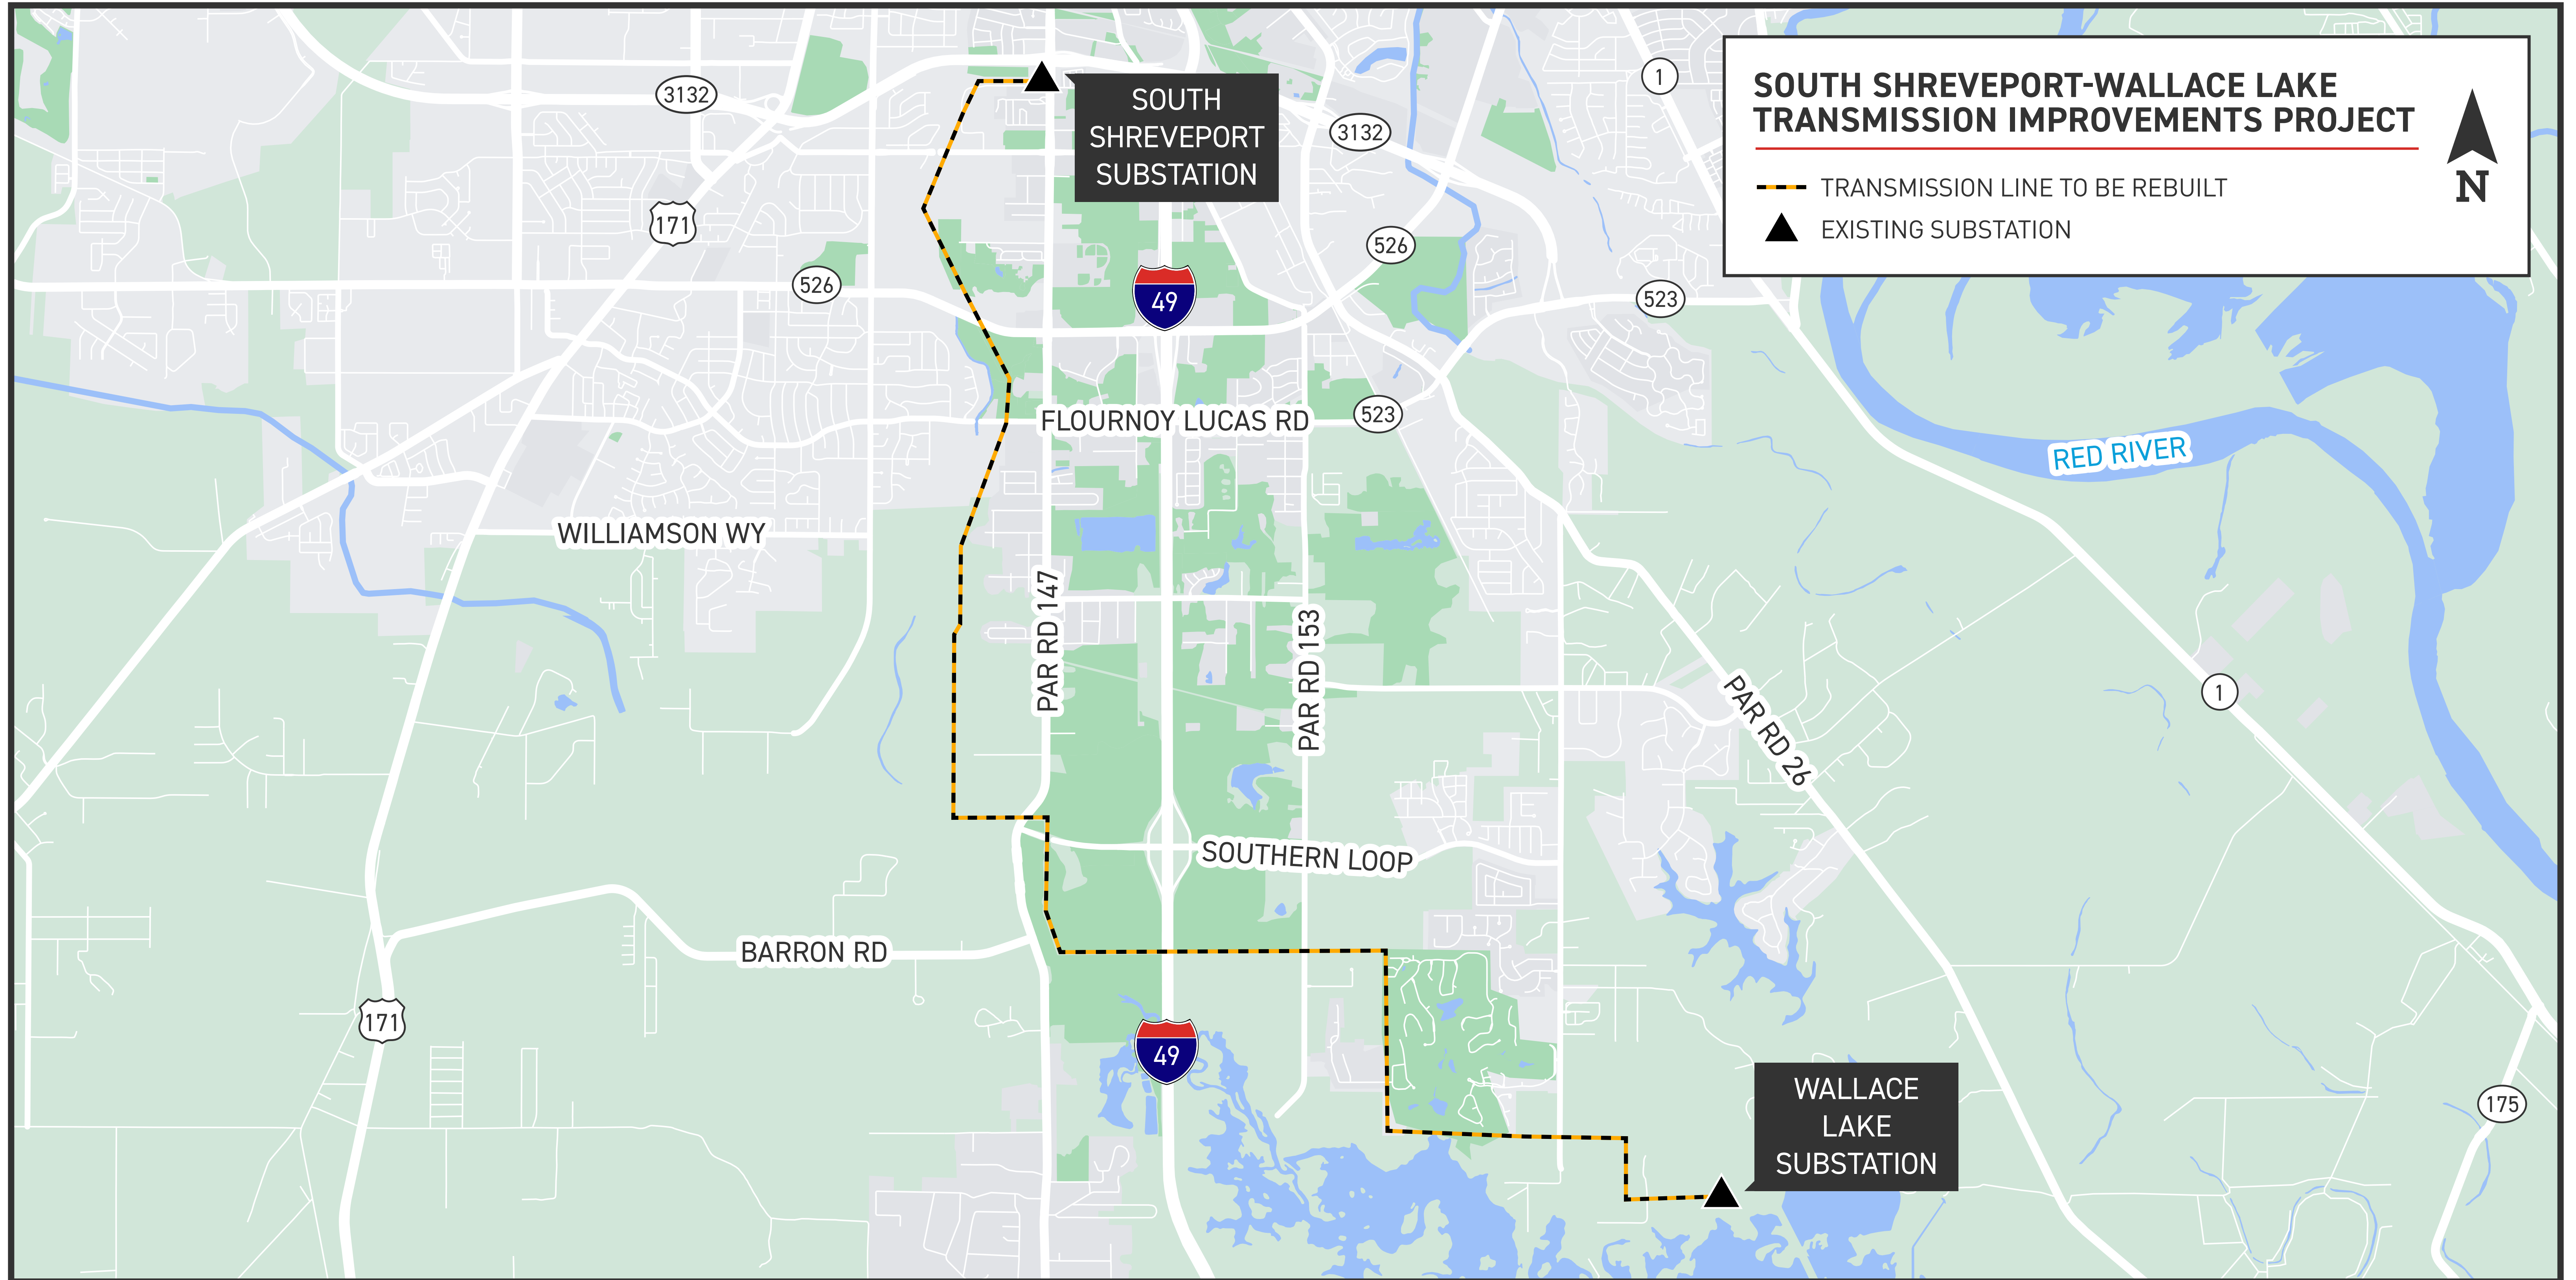 SOUTH SHREVEPORT-WALLACE LAKE
TRANSMISSION IMPROVEMENTS PROJECT
TRANSMISSION LINE TO BE REBUILT
EXISTING SUBSTATION
N
3132
SOUTH
SHREVEPORT
SUBSTATION
1
3132
171
526
526
49
523
FLOURNOY LUCAS RD
523
RED RIVER
WILLIAMSON WY
PAR RD 147
PAR RD 153
PAR RD 26
1
SOUTHERN LOOP
BARRON RD
171
49
WALLACE
LAKE
SUBSTATION
175